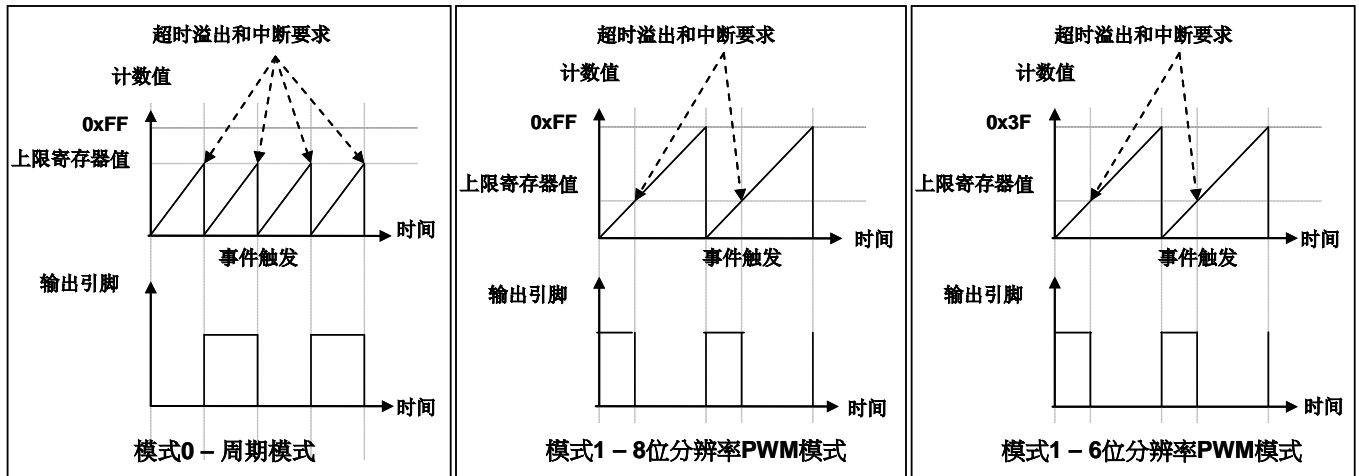 超时溢出和中断要求
计数值
0xFF
上限寄存器值
时间
事件触发
输出引脚
时间
模式0 – 周期模式
超时溢出和中断要求
计数值
0xFF
上限寄存器值
时间
事件触发
输出引脚
时间
模式1 – 8位分辨率PWM模式
超时溢出和中断要求
计数值
0x3F
上限寄存器值
时间
事件触发
输出引脚
时间
模式1 – 6位分辨率PWM模式